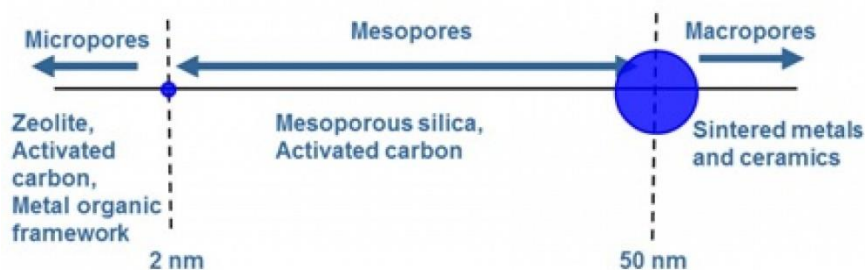 Micropores
Mesopores
Macropores
Zeolite,
Activated
carbon,
Metal organic
framework
Mesoporous silica,
Activated carbon
Sintered metals
and ceramics
2 nm
50 nm